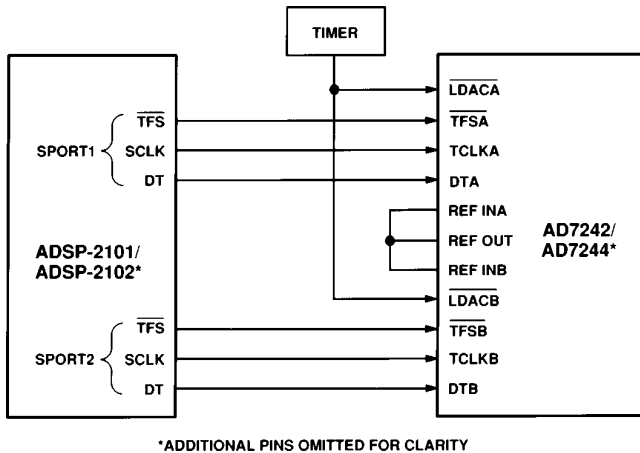 TIMER
SPORT1
TFS
SCLK
DT
ADSP-2101/
ADSP-2102*
SPORT2
TFS
SCLK
DT
LDACA
TFSA
TCLKA
DTA
REF INA
REF OUT
REF INB
LDACB
TFSB
TCLKB
DTB
AD7242/
AD7244*
*ADDITIONAL PINS OMITTED FOR CLARITY